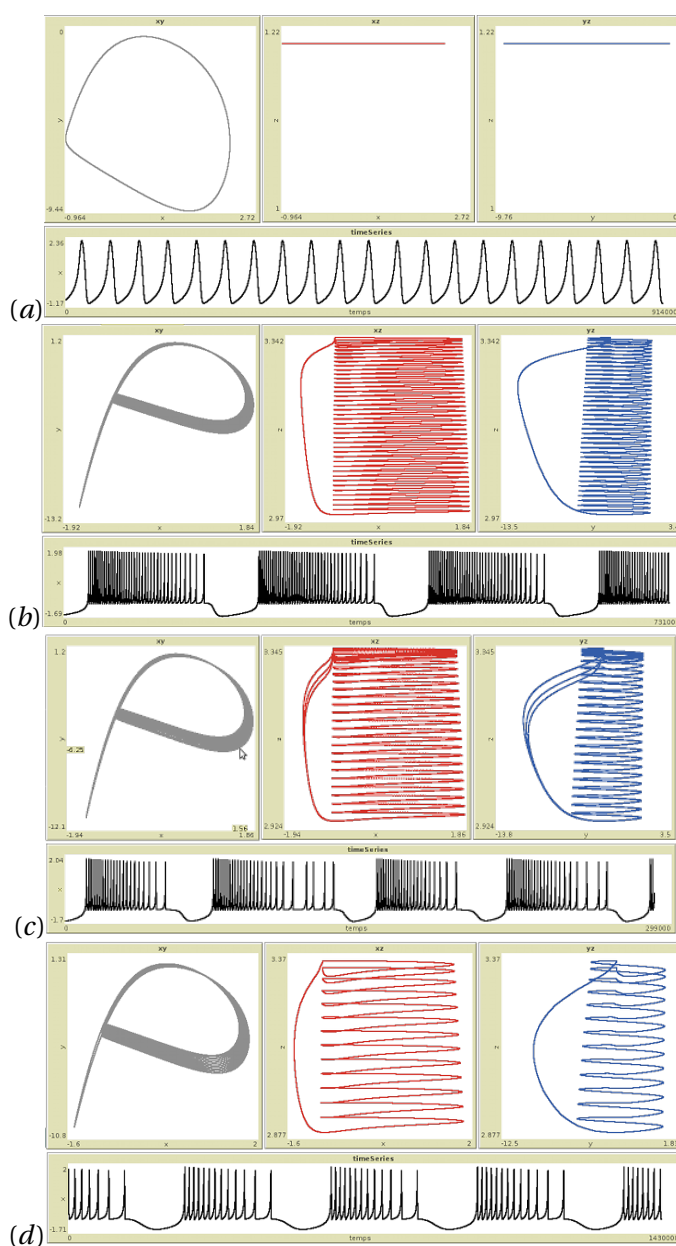 xy
xz
yz
0
y
-9.44
-0.964
x
2.72
1.22
z
1
-0.964
x
2.72
1.22
z
1
-9.76
y
0
timeSeries
2.36
x
-1.17
0
temps
914000
(a)
xy
xz
yz
1.2
y
-13.2
-1.92
x
1.84
3.342
z
2.97
-1.92
x
1.84
3.342
z
2.97
-13.5
y
3.4
timeSeries
1.98
x
-1.69
0
temps
73100
(b)
xy
xz
yz
1.2
y
-6.25
-12.1
-1.94
x
1.56
1.86
3.345
z
2.924
-1.94
x
1.86
3.345
z
2.924
-13.8
y
3.5
timeSeries
2.04
x
-1.7
0
temps
299000
(c)
xy
xz
yz
1.31
y
-10.8
-1.6
x
2
3.37
z
2.877
-1.6
x
2
3.37
z
2.877
-12.5
y
timeSeries
2
x
-1.71
0
temps
(d)